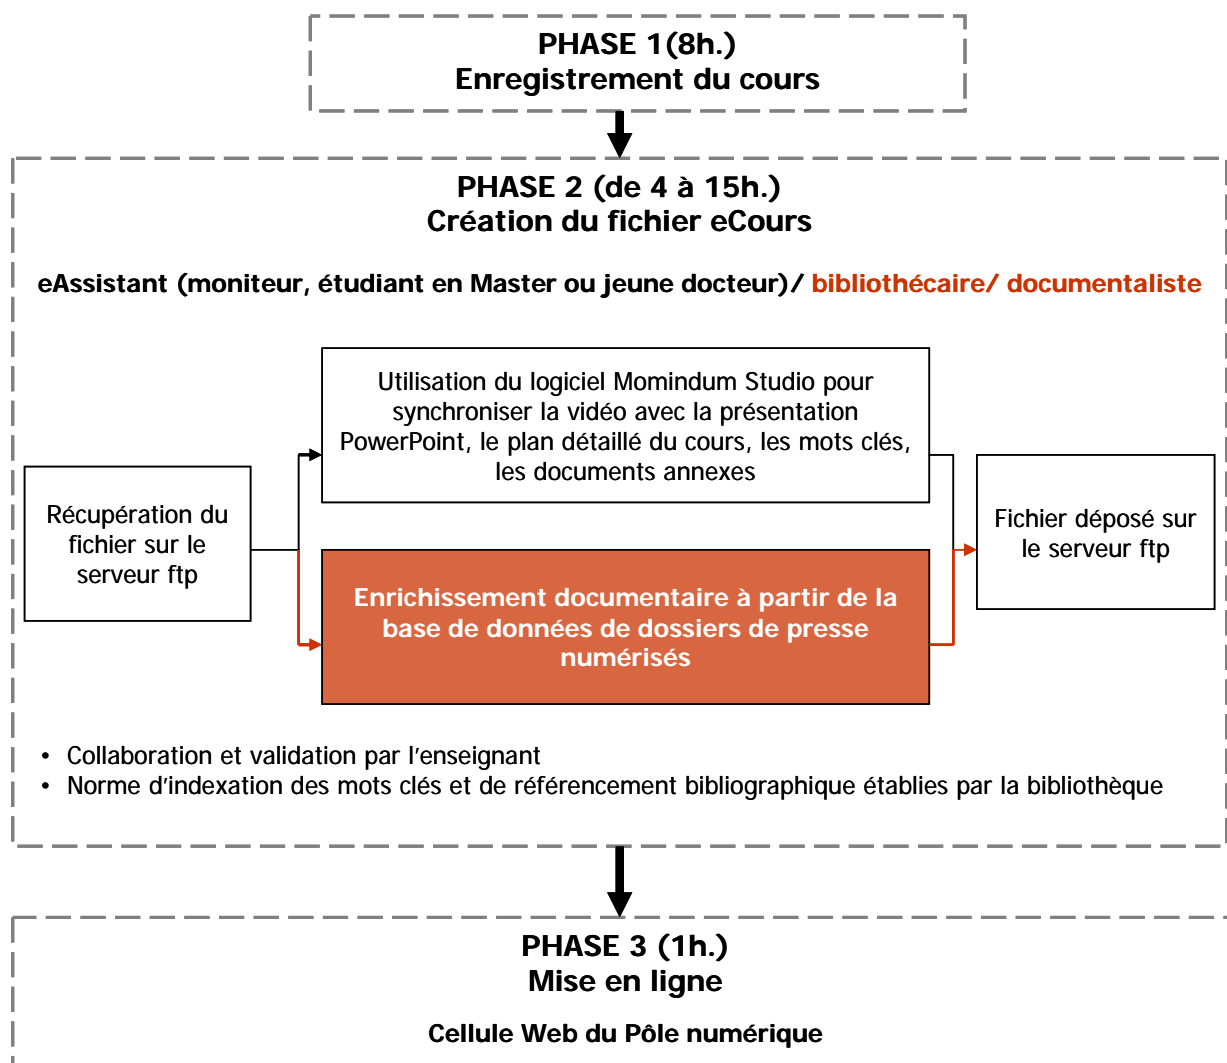 PHASE 1(8h.)
Enregistrement du cours
PHASE 2 (de 4 à 15h.)
Création du fichier eCours
eAssistant (moniteur, étudiant en Master ou jeune docteur)/ bibliothécaire/ documentaliste
Utilisation du logiciel Momindum Studio pour
synchroniser la vidéo avec la présentation
PowerPoint, le plan détaillé du cours, les mots clés,
les documents annexes
Récupération du
fichier sur le
serveur ftp
Enrichissement documentaire à partir de la
base de données de dossiers de presse
numérisés
Fichier déposé sur
le serveur ftp
• Collaboration et validation par l'enseignant
• Norme d'indexation des mots clés et de référencement bibliographique établies par la bibliothèque
PHASE 3 (1h.)
Mise en ligne
Cellule Web du Pôle numérique